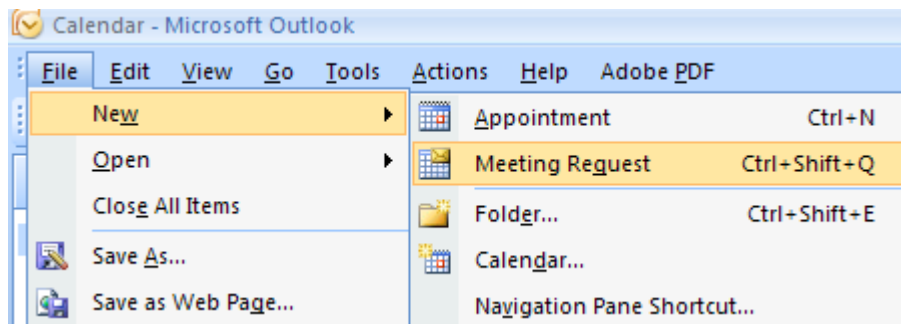 Calendar - Microsoft Outlook
File Edit View Go Tools Actions Help Adobe PDF
New
Open
Close All Items
Save As...
Save as Web Page...
Appointment Ctrl+N
Meeting Request Ctrl+Shift+Q
Folder... Ctrl+Shift+E
Calendar...
Navigation Pane Shortcut...